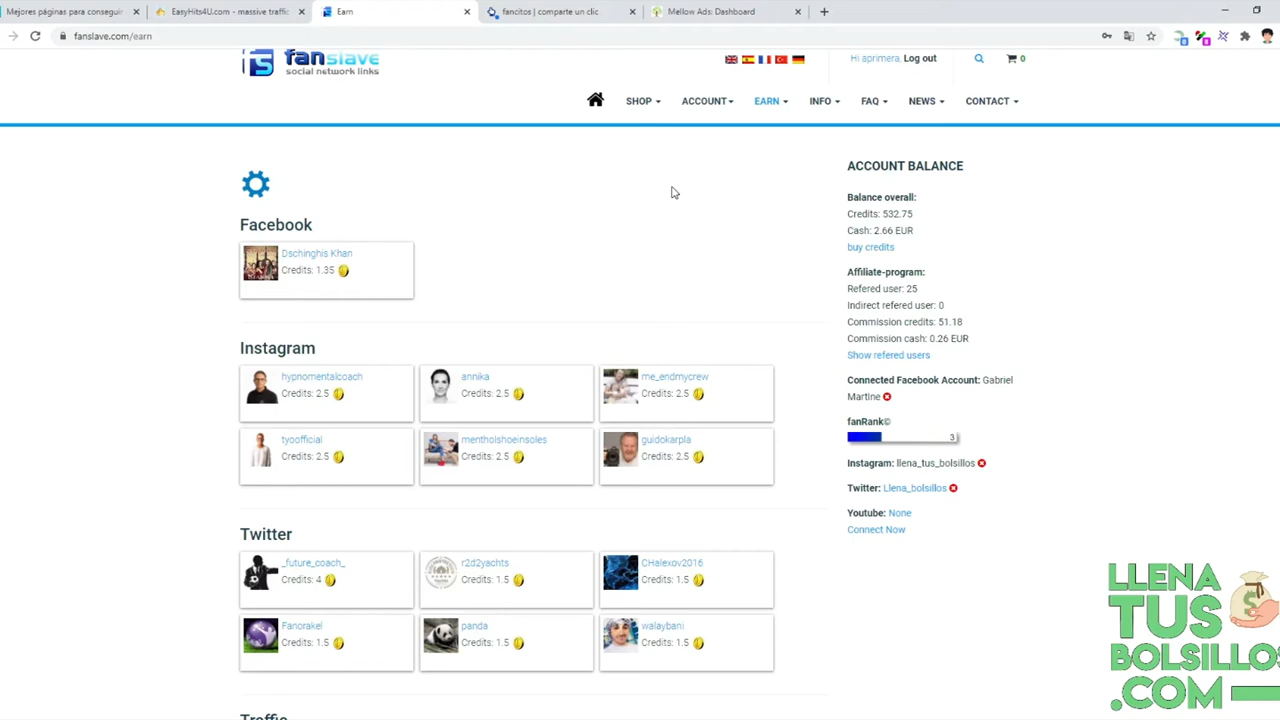 Mejores páginas para conseguir
EasyHits4U.com - massive traffic
Earn
fancitos | comparte un clic
Mellow Ads: Dashboard
fanslave.com/earn
fanslave
social network links
Hi aprimera, Log out
0
SHOP
ACCOUNT
EARN
INFO
FAQ
NEWS
CONTACT
Facebook
Dschinghis Khan
Credits: 1.35
Instagram
hypnomentalcoach
Credits: 2.5
annika
Credits: 2.5
me_endmycrew
Credits: 2.5
tyoofficial
Credits: 2.5
mentholshoeinsoles
Credits: 2.5
guidokarpla
Credits: 2.5
Twitter
_future_coach_
Credits: 4
r2d2yachts
Credits: 1.5
CHalexov2016
Credits: 1.5
Fanorakel
Credits: 1.5
panda
Credits: 1.5
walaybani
Credits: 1.5
Traffic
ACCOUNT BALANCE
Balance overall:
Credits: 532.75
Cash: 2.66 EUR
buy credits
Affiliate-program:
Refered user: 25
Indirect refered user: 0
Commission credits: 51.18
Commission cash: 0.26 EUR
Show refered users
Connected Facebook Account: Gabriel
Martine
fanRank©
3
Instagram: llena_tus_bolsillos
Twitter: Llena_bolsillos
Youtube: None
Connect Now
LLENA
TUS
BOLSILLOS
.COM